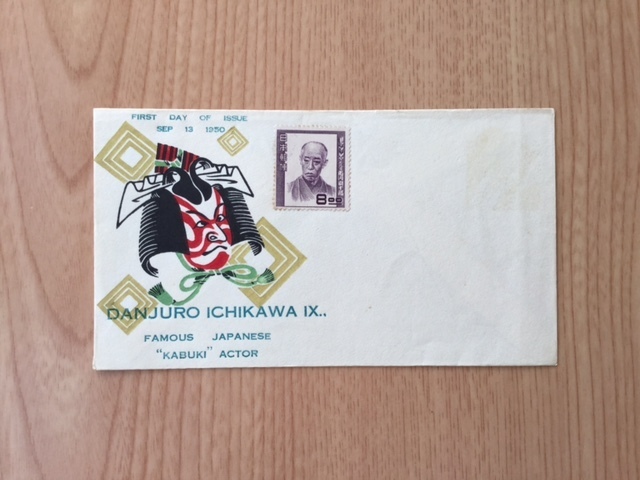 FIRST DAY OF ISSUE
SEP 13 1950
日本郵便
8.00
DANJURO ICHIKAWA IX..
FAMOUS JAPANESE
"KABUKI" ACTOR